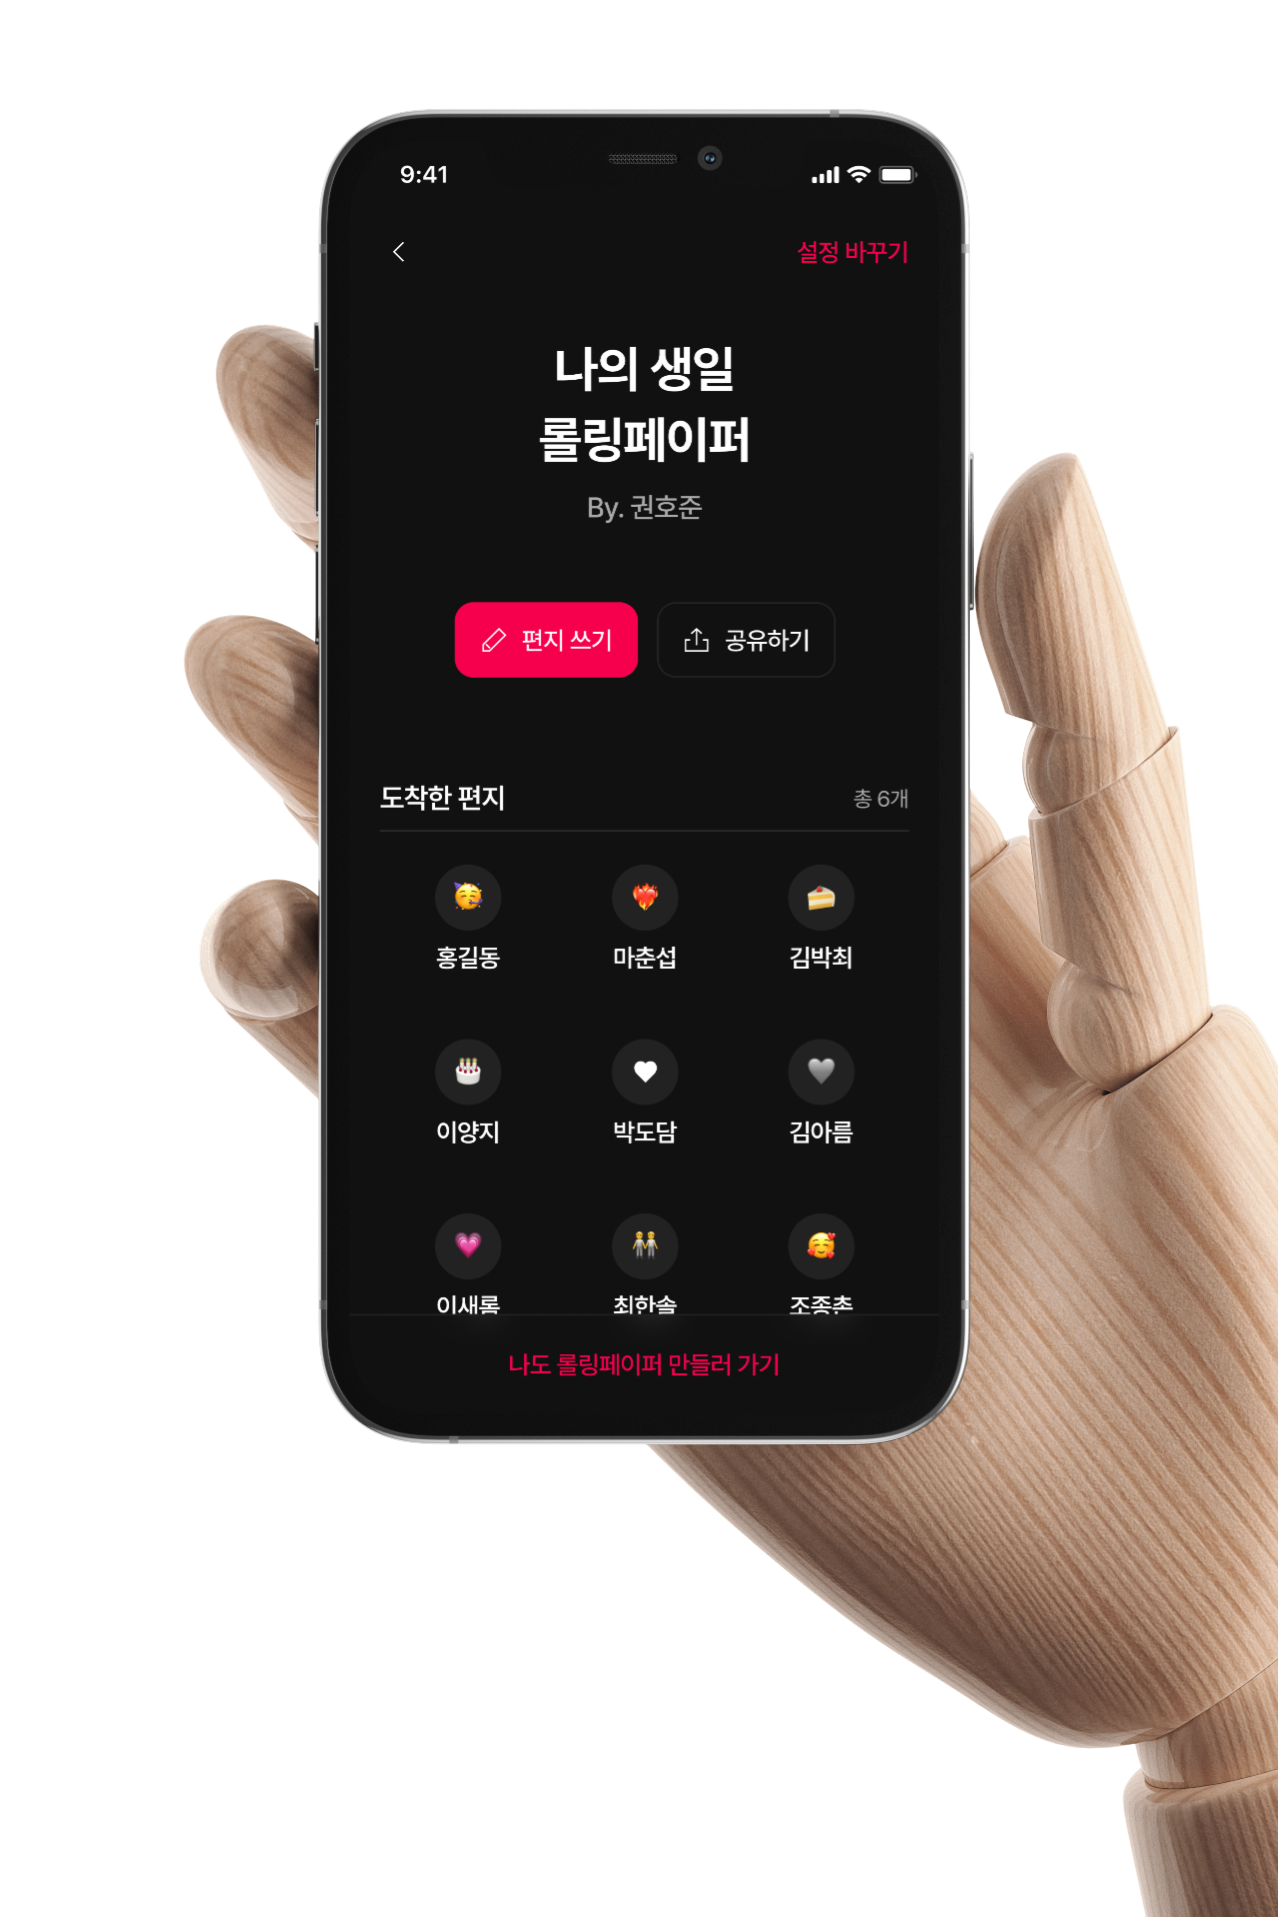 9:41
설정 바꾸기
나의 생일
롤링페이퍼
By. 권호준
편지 쓰기
공유하기
도착한 편지
총 6개
홍길동
마춘섭
김박최
이양지
박도담
김아름
이새롬
최한솔
조종촌
나도 롤링페이퍼 만들러 가기